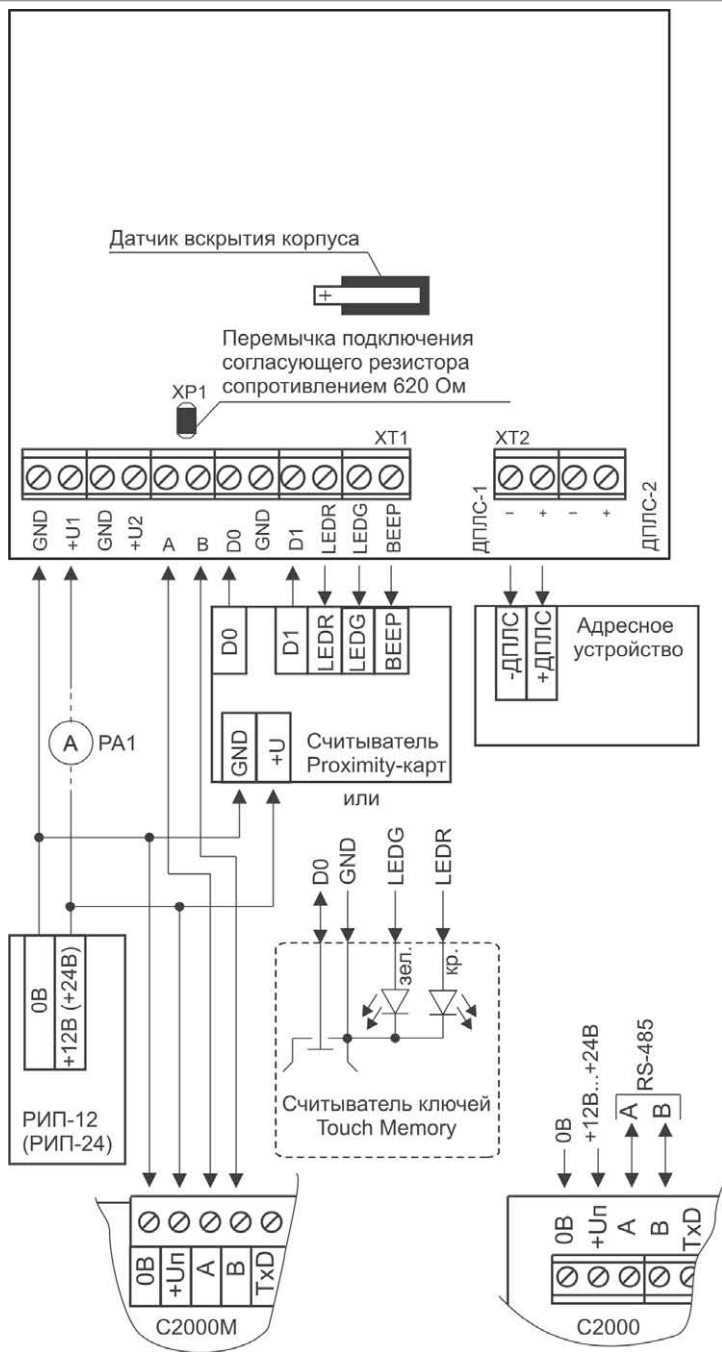 Датчик вскрытия корпуса
+
Перемычка подключения
согласующего резистора
сопротивлением 620 Ом
XP1
XT1
XT2
GND
+U1
GND
+U2
A
B
D0
GND
D1
LEDR
LEDG
BEEP
ДПЛС-1
–
+
–
+
ДПЛС-2
D0
D1
LEDR
LEDG
BEEP
GND
+U
Считыватель
Proximity-карт
-ДПЛС
+ДПЛС
Адресное
устройство
A
PA1
или
D0
GND
LEDG
LEDR
зел.
кр.
Считыватель ключей
Touch Memory
0В
+12В (+24В)
РИП-12
(РИП-24)
0В
+Uп
A
B
TxD
С2000М
0В
+12В...+24В
A
B
RS-485
0В
+Uп
A
B
TxD
С2000